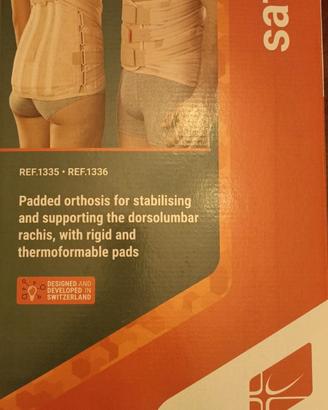 sa
REF.1335 • REF.1336
Padded orthosis for stabilising
and supporting the dorsolumbar
rachis, with rigid and
thermoformable pads
DESIGNED AND
DEVELOPED IN
SWITZERLAND